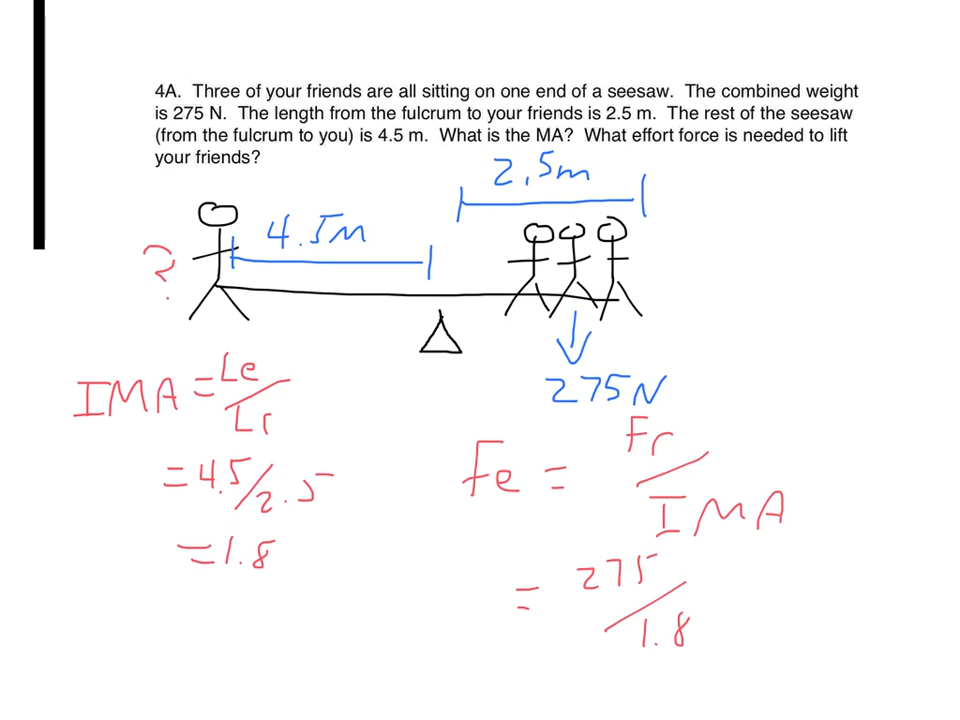 4A. Three of your friends are all sitting on one end of a seesaw. The combined weight
is 275 N. The length from the fulcrum to your friends is 2.5 m. The rest of the seesaw
(from the fulcrum to you) is 4.5 m. What is the MA? What effort force is needed to lift
your friends?
2.5m
4.5m
?
275N
IMA = Le/Lr
= 4.5/2.5
= 1.8
Fe = Fr/IMA
= 275/1.8